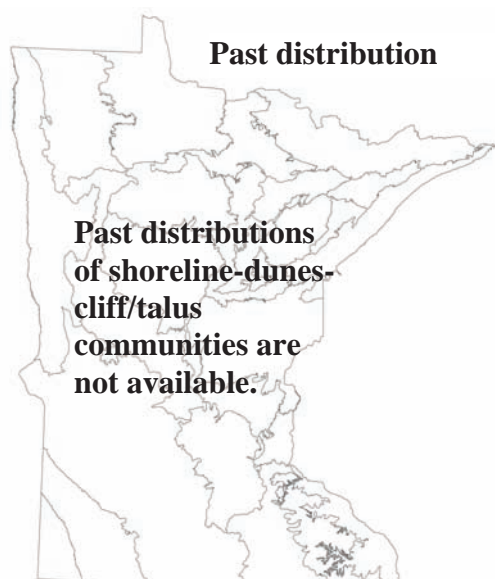 Past distribution
Past distributions
of shoreline-dunes-
cliff/talus
communities are
not available.